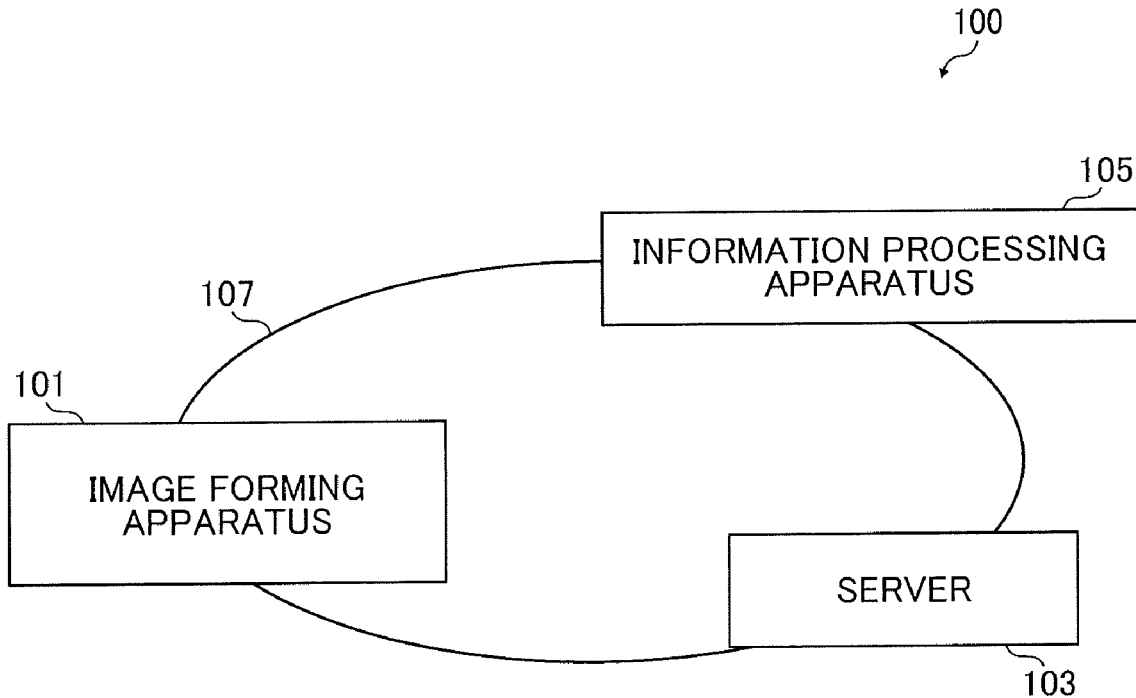 100
105
INFORMATION PROCESSING
APPARATUS
107
101
IMAGE FORMING
APPARATUS
SERVER
103